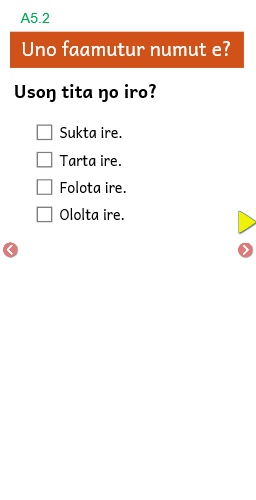 A5.2
Uno faamutur numut e?
Usoŋ tita ŋo iro?
Sukta ire.
Tarta ire.
Folota ire.
Ololta ire.